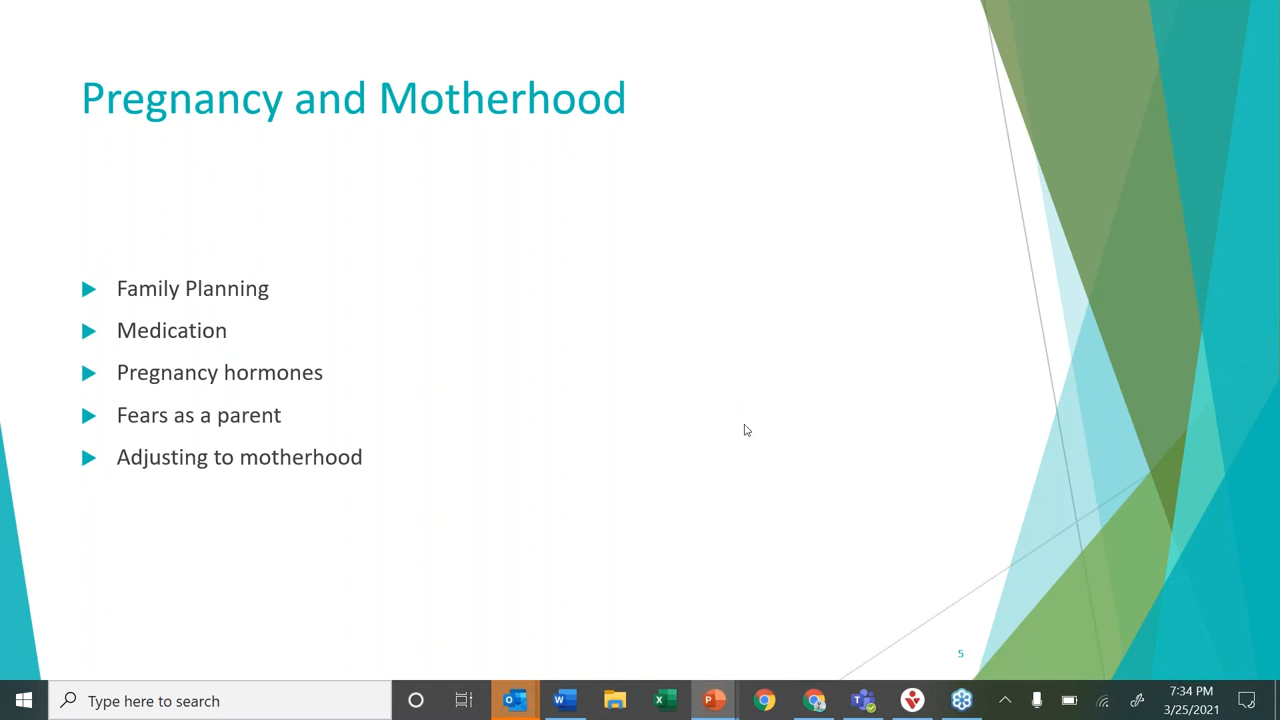 Pregnancy and Motherhood
Family Planning
Medication
Pregnancy hormones
Fears as a parent
Adjusting to motherhood
5
Type here to search
7:34 PM
3/25/2021